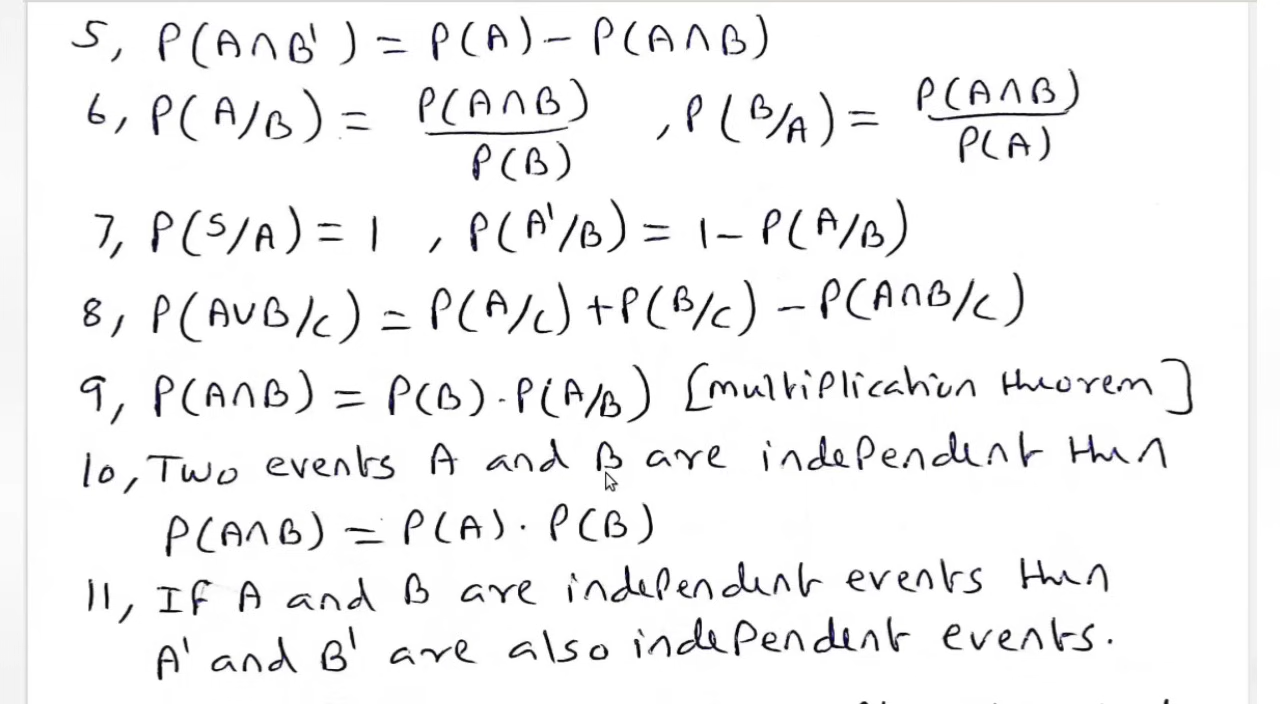 5, P(A∩B') = P(A) - P(A∩B)
6, P(A/B) = P(A∩B)/P(B) , P(B/A) = P(A∩B)/P(A)
7, P(S/A) = 1 , P(A'/B) = 1 - P(A/B)
8, P(A∪B/C) = P(A/C) + P(B/C) - P(A∩B/C)
9, P(A∩B) = P(B) . P(A/B) [multiplication theorem]
10, Two events A and B are independent then
P(A∩B) = P(A) . P(B)
11, If A and B are independent events then
A' and B' are also independent events.